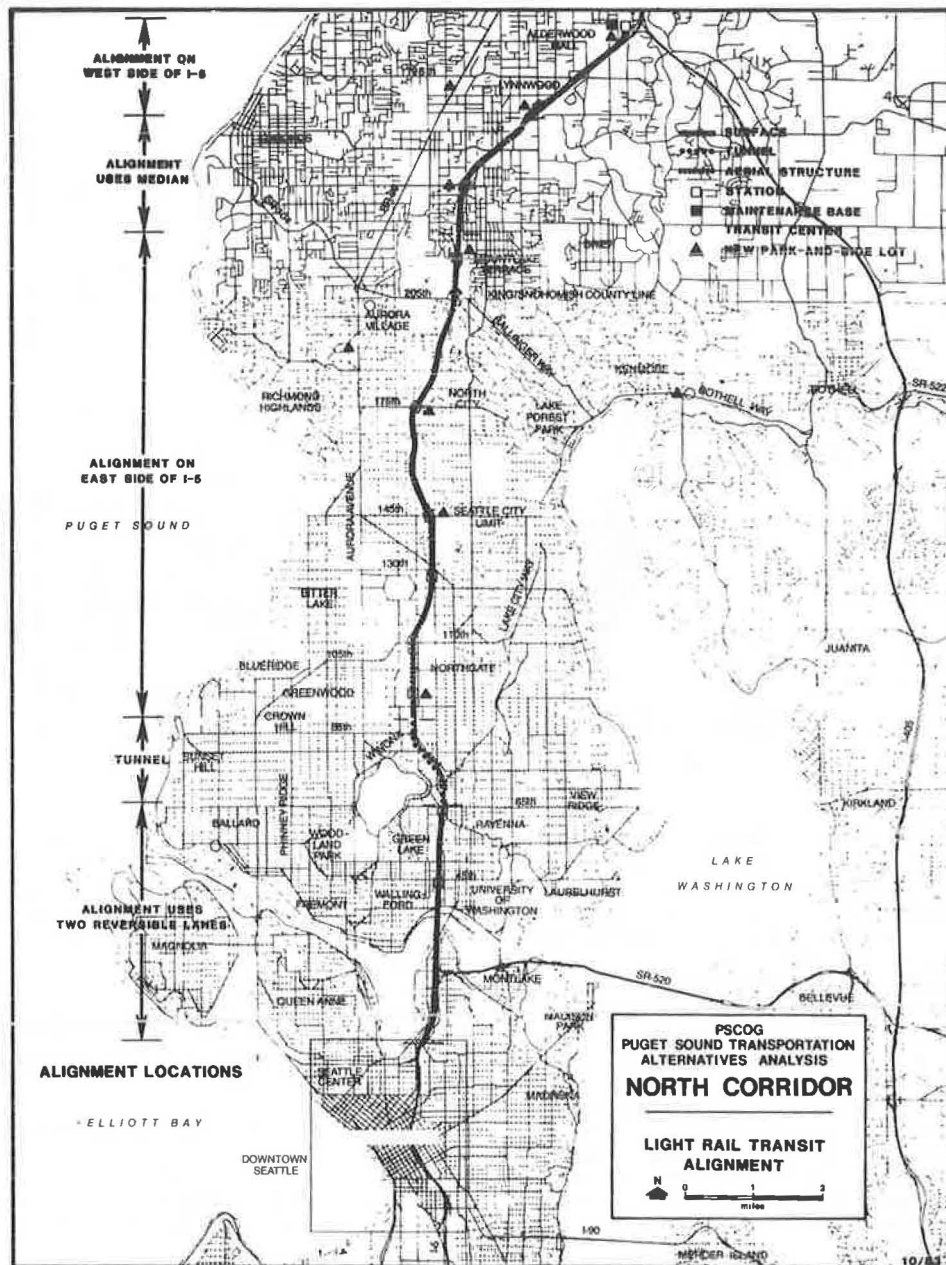 ALIGNMENT ON
WEST SIDE OF I-5
ALIGNMENT
USES MEDIAN
ALIGNMENT ON
EAST SIDE OF I-5
PUGET SOUND
TUNNEL
ALIGNMENT USES
TWO REVERSIBLE LANES
ALIGNMENT LOCATIONS
ELLIOTT BAY
DOWNTOWN
SEATTLE
ALDERWOOD
MALL
LYNNWOOD
SURFACE
TUNNEL
AERIAL STRUCTURE
STATION
MAINTENANCE BASE
TRANSIT CENTER
NEW PARK-AND-RIDE LOT
205th
KING/SNOHOMISH COUNTY LINE
AURORA
VILLAGE
BALLINGER WAY
RICHMOND
HIGHLANDS
175th
NORTH
CITY
LAKE
FOREST
PARK
KENMORE
BOTHELL WAY
BOTHELL
SR-522
AURORA AVENUE
145th
SEATTLE CITY
LIMIT
130th
BITTER
LAKE
LAKE CITY WAY
110th
105th
NORTHGATE
JUANITA
BLUERIDGE
GREENWOOD
CROWN
HILL
85th
SUNSET
HILL
PHINNEY RIDGE
65th
VIEW
RIDGE
RAVENNA
KIRKLAND
I-405
BALLARD
WOOD-
LAND
PARK
GREEN
LAKE
45th
WALLING-
FORD
UNIVERSITY
OF
WASHINGTON
LAURELHURST
LAKE
WASHINGTON
FREMONT
MAGNOLIA
QUEEN ANNE
MONTLAKE
SR-520
BELLEVUE
MADISON
PARK
SEATTLE
CENTER
MADRONA
I-5
I-90
MERCER ISLAND
PSCOG
PUGET SOUND TRANSPORTATION
ALTERNATIVES ANALYSIS
NORTH CORRIDOR
LIGHT RAIL TRANSIT
ALIGNMENT
N
0 1 2
miles